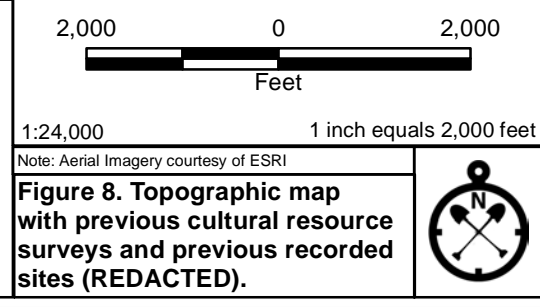 2,000 0 2,000
Feet
1:24,000 1 inch equals 2,000 feet
Note: Aerial Imagery courtesy of ESRI
Figure 8. Topographic map
with previous cultural resource
surveys and previous recorded
sites (REDACTED).
N